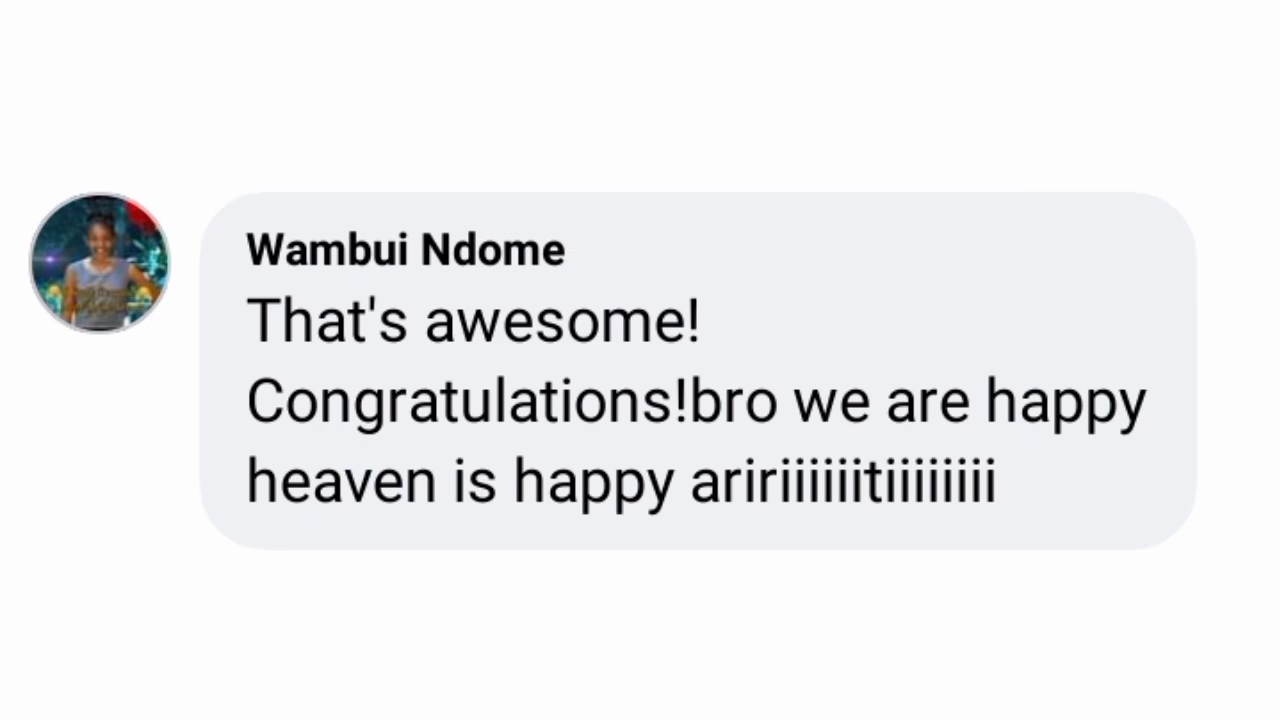 Wambui Ndome
That's awesome!
Congratulations!bro we are happy
heaven is happy aririiiiiitiiiiiiii